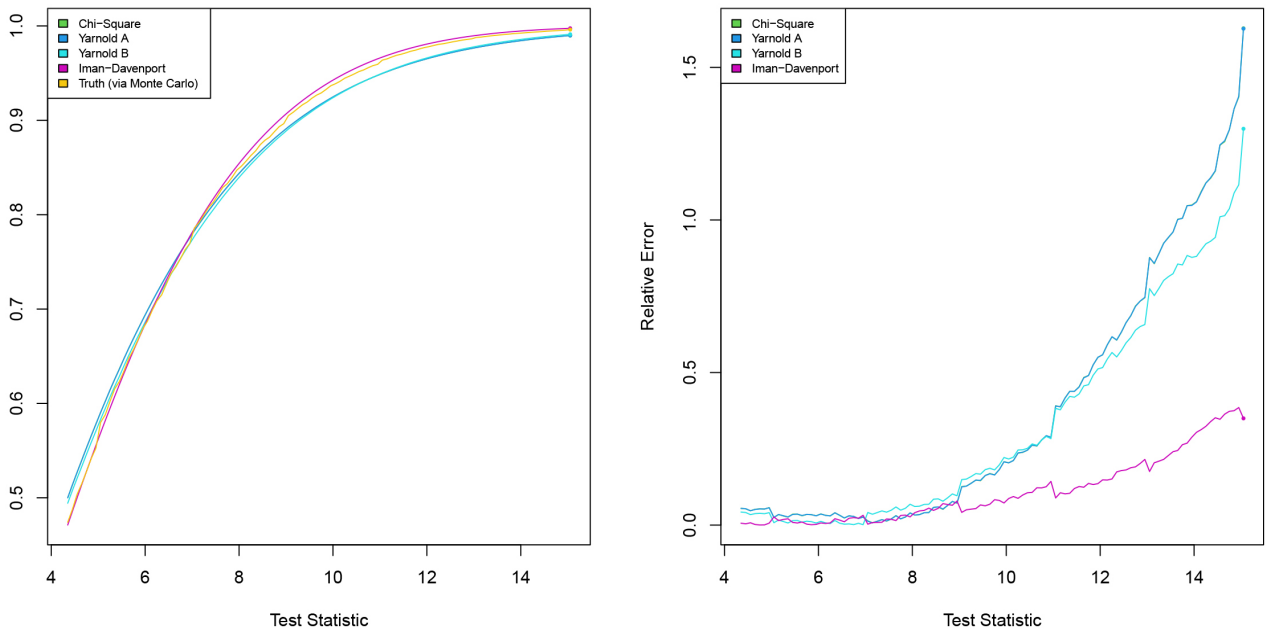 Chi−Square
Yarnold A
Yarnold B
Iman−Davenport
Truth (via Monte Carlo)
1.0
0.9
0.8
0.7
0.6
0.5
4 6 8 10 12 14
Test Statistic
Chi−Square
Yarnold A
Yarnold B
Iman−Davenport
Relative Error
1.5
1.0
0.5
0.0
4 6 8 10 12 14
Test Statistic